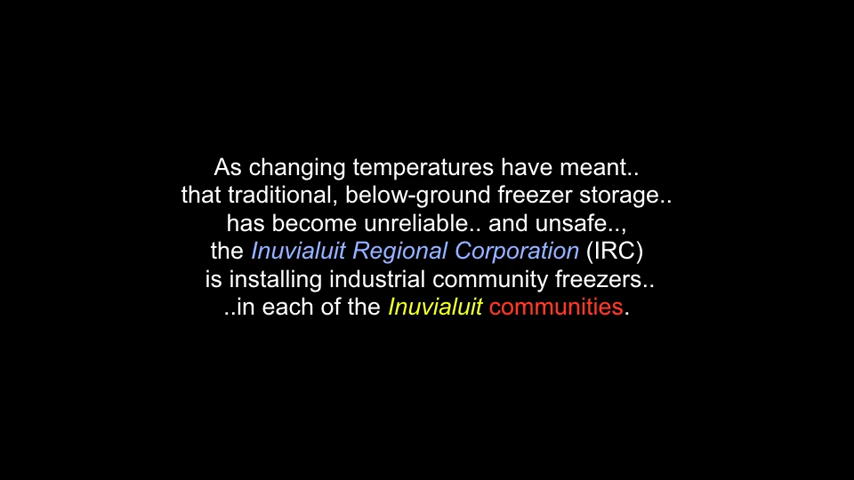 As changing temperatures have meant..
that traditional, below-ground freezer storage..
has become unreliable.. and unsafe..,
the Inuvialuit Regional Corporation (IRC)
is installing industrial community freezers..
..in each of the Inuvialuit communities.